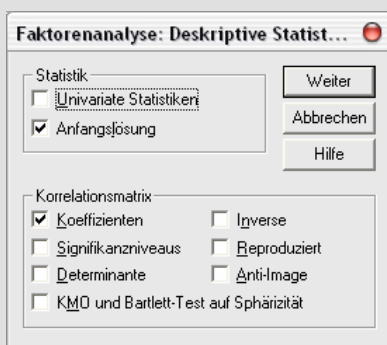 Faktorenanalyse: Deskriptive Statist...
Statistik
Univariate Statistiken
Anfangslösung
Weiter
Abbrechen
Hilfe
Korrelationsmatrix
Koeffizienten
Inverse
Signifikanzniveaus
Reproduziert
Determinante
Anti-Image
KMO und Bartlett-Test auf Sphärizität